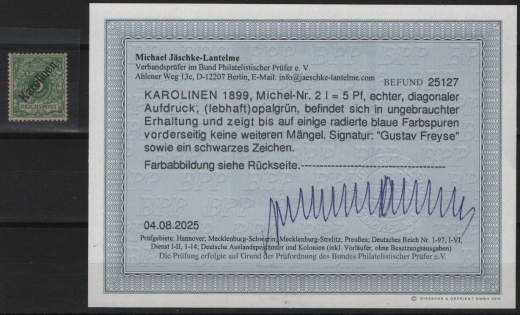 Karolinen
REICHSPOST
Michael Jäschke-Lantelme
Verbandsprüfer im Bund Philatelistischer Prüfer e. V.
Ahlener Weg 13c, D-12207 Berlin, E-Mail: info@jaeschke-lantelme.com
BEFUND 25127
KAROLINEN 1899, Michel-Nr. 2 I = 5 Pf, echter, diagonaler
Aufdruck, (lebhaft)opalgrün, befindet sich in ungebrauchter
Erhaltung und zeigt bis auf einige radierte blaue Farbspuren
vorderseitig keine weiteren Mängel. Signatur: "Gustav Freyse"
sowie ein schwarzes Zeichen.
Farbabbildung siehe Rückseite.------------------------------------
04.08.2025
Prüfgebiete: Hannover; Mecklenburg-Schwerin; Mecklenburg-Strelitz; Preußen; Deutsches Reich Nr. 1-97, I-VI,
Dienst I-II, 1-14; Deutsche Auslandspostämter und Kolonien (inkl. Vorläufer, ohne Besetzungsausgaben)
Die Prüfung erfolgte auf Grund der Prüfordnung des Bundes Philatelistischer Prüfer e.V.